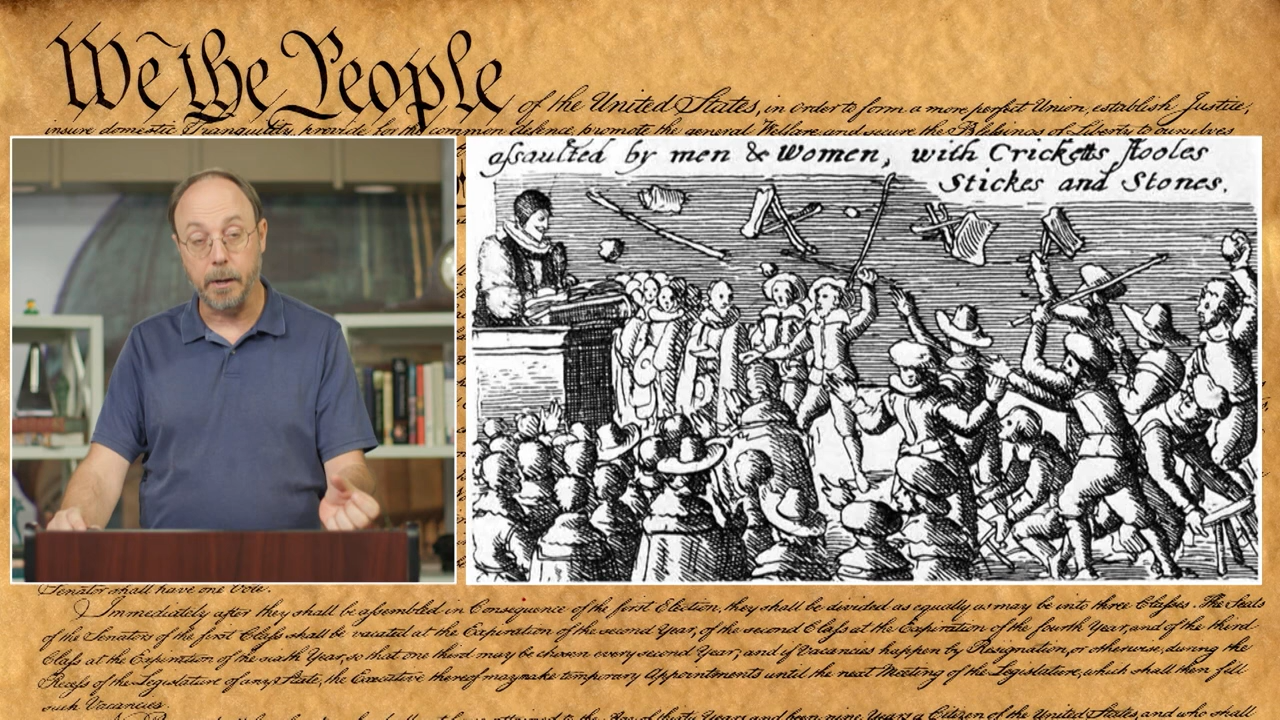 We the People of the United States, in order to form a more perfect Union, establish Justice,
insure domestic Tranquility, provide for the common defence, promote the general Welfare and secure the Blessings of Liberty to ourselves
aſsaulted by men & Women, with Cricketts ſtooles
Stickes and Stones.
Senator shall have one Vote.
Immediately after they shall be aſsembled in Consequence of the first Election, they shall be divided as equally as may be into three Claſses. The Seats
of the Senators of the first Claſs shall be vacated at the Expiration of the second Year, of the second Claſs at the Expiration of the fourth Year, and of the third
Claſs at the Expiration of the sixth Year, so that one third may be chosen every second Year; and if Vacancies happen by Resignation, or otherwise, during the
Receſs of the Legislature of any State, the Executive thereof may make temporary Appointments until the next Meeting of the Legislature, which shall then fill
such Vacancies.